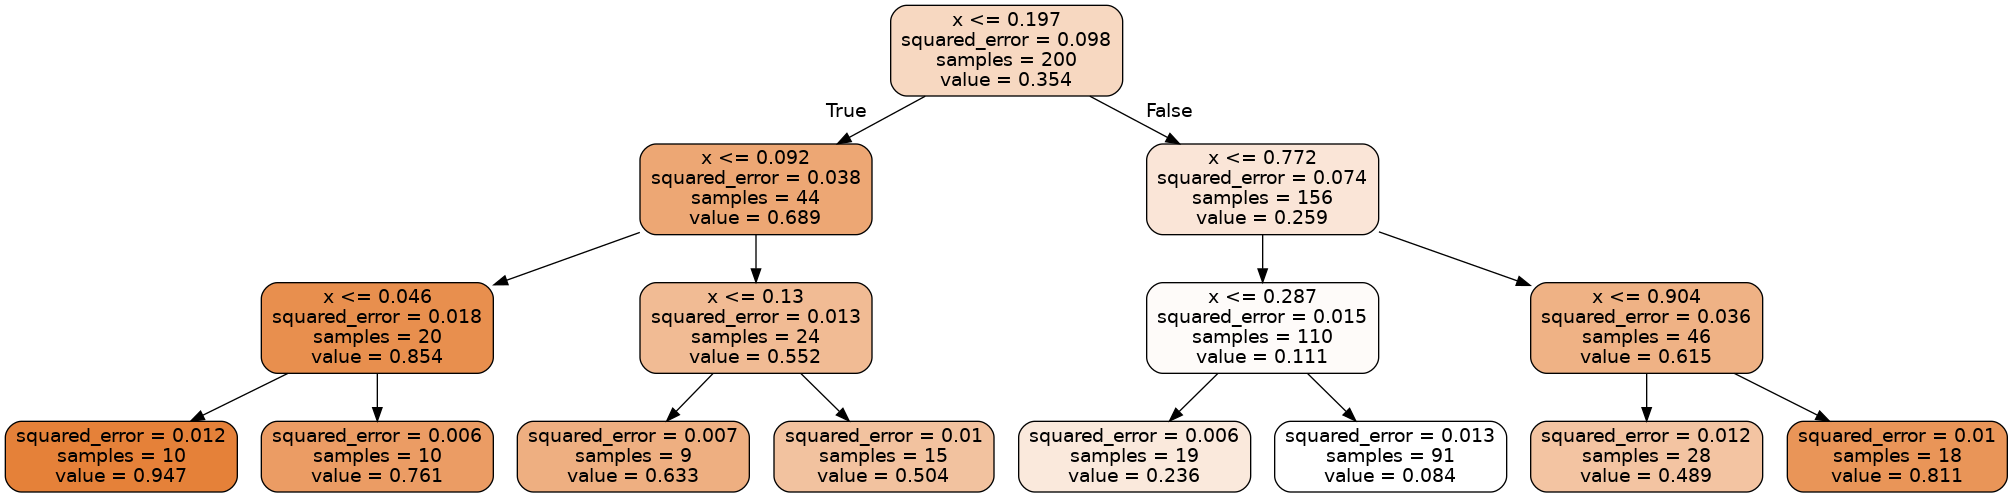 x <= 0.197
squared_error = 0.098
samples = 200
value = 0.354
True
False
x <= 0.092
squared_error = 0.038
samples = 44
value = 0.689
x <= 0.772
squared_error = 0.074
samples = 156
value = 0.259
x <= 0.046
squared_error = 0.018
samples = 20
value = 0.854
x <= 0.13
squared_error = 0.013
samples = 24
value = 0.552
x <= 0.287
squared_error = 0.015
samples = 110
value = 0.111
x <= 0.904
squared_error = 0.036
samples = 46
value = 0.615
squared_error = 0.012
samples = 10
value = 0.947
squared_error = 0.006
samples = 10
value = 0.761
squared_error = 0.007
samples = 9
value = 0.633
squared_error = 0.01
samples = 15
value = 0.504
squared_error = 0.006
samples = 19
value = 0.236
squared_error = 0.013
samples = 91
value = 0.084
squared_error = 0.012
samples = 28
value = 0.489
squared_error = 0.01
samples = 18
value = 0.811